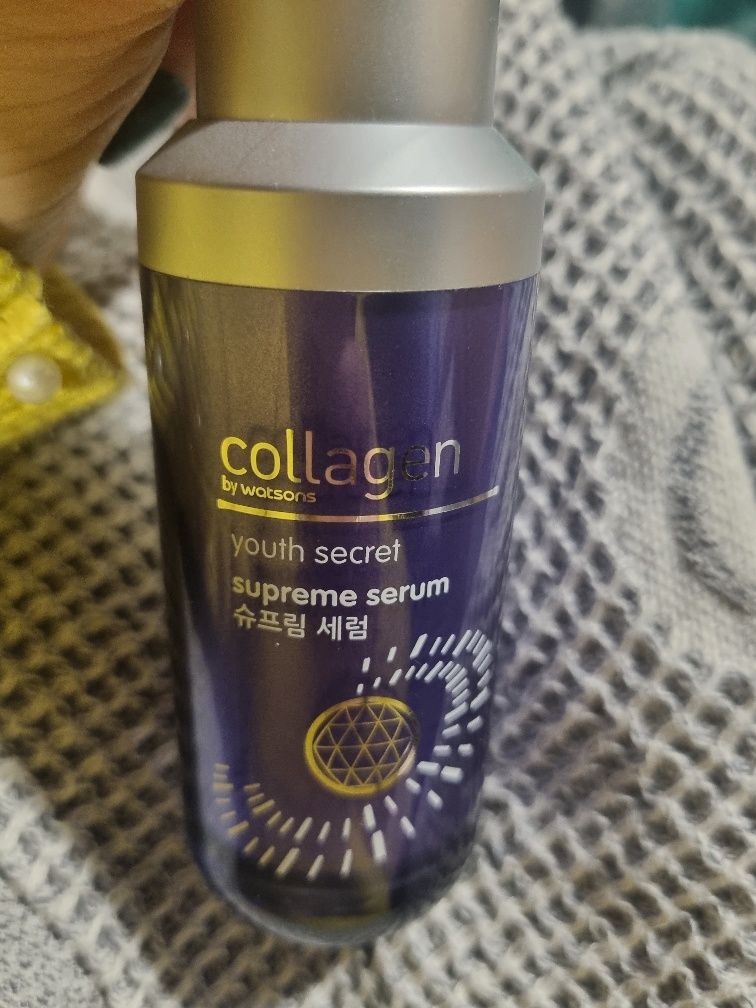 collagen
by watsons
youth secret
supreme serum
슈프림 세럼